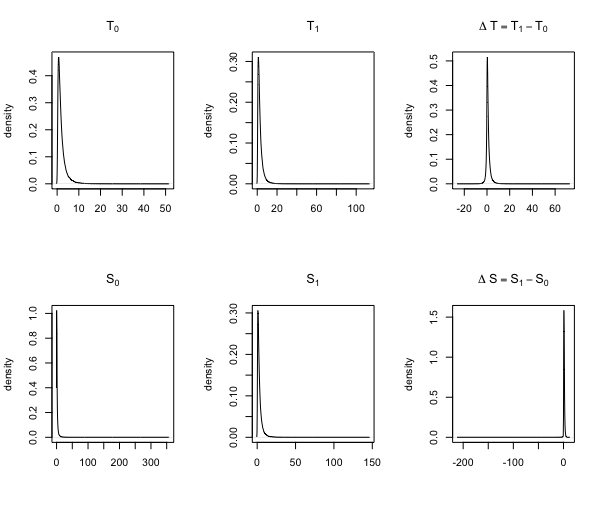 T₀
density
0.0 0.1 0.2 0.3 0.4
0 10 20 30 40 50
T₁
density
0.00 0.10 0.20 0.30
0 20 60 100
Δ T = T₁ − T₀
density
0.0 0.1 0.2 0.3 0.4 0.5
-20 0 20 40 60
S₀
density
0.0 0.2 0.4 0.6 0.8 1.0
0 100 200 300
S₁
density
0.00 0.10 0.20 0.30
0 50 100 150
Δ S = S₁ − S₀
density
0.0 0.5 1.0 1.5
-200 -100 0